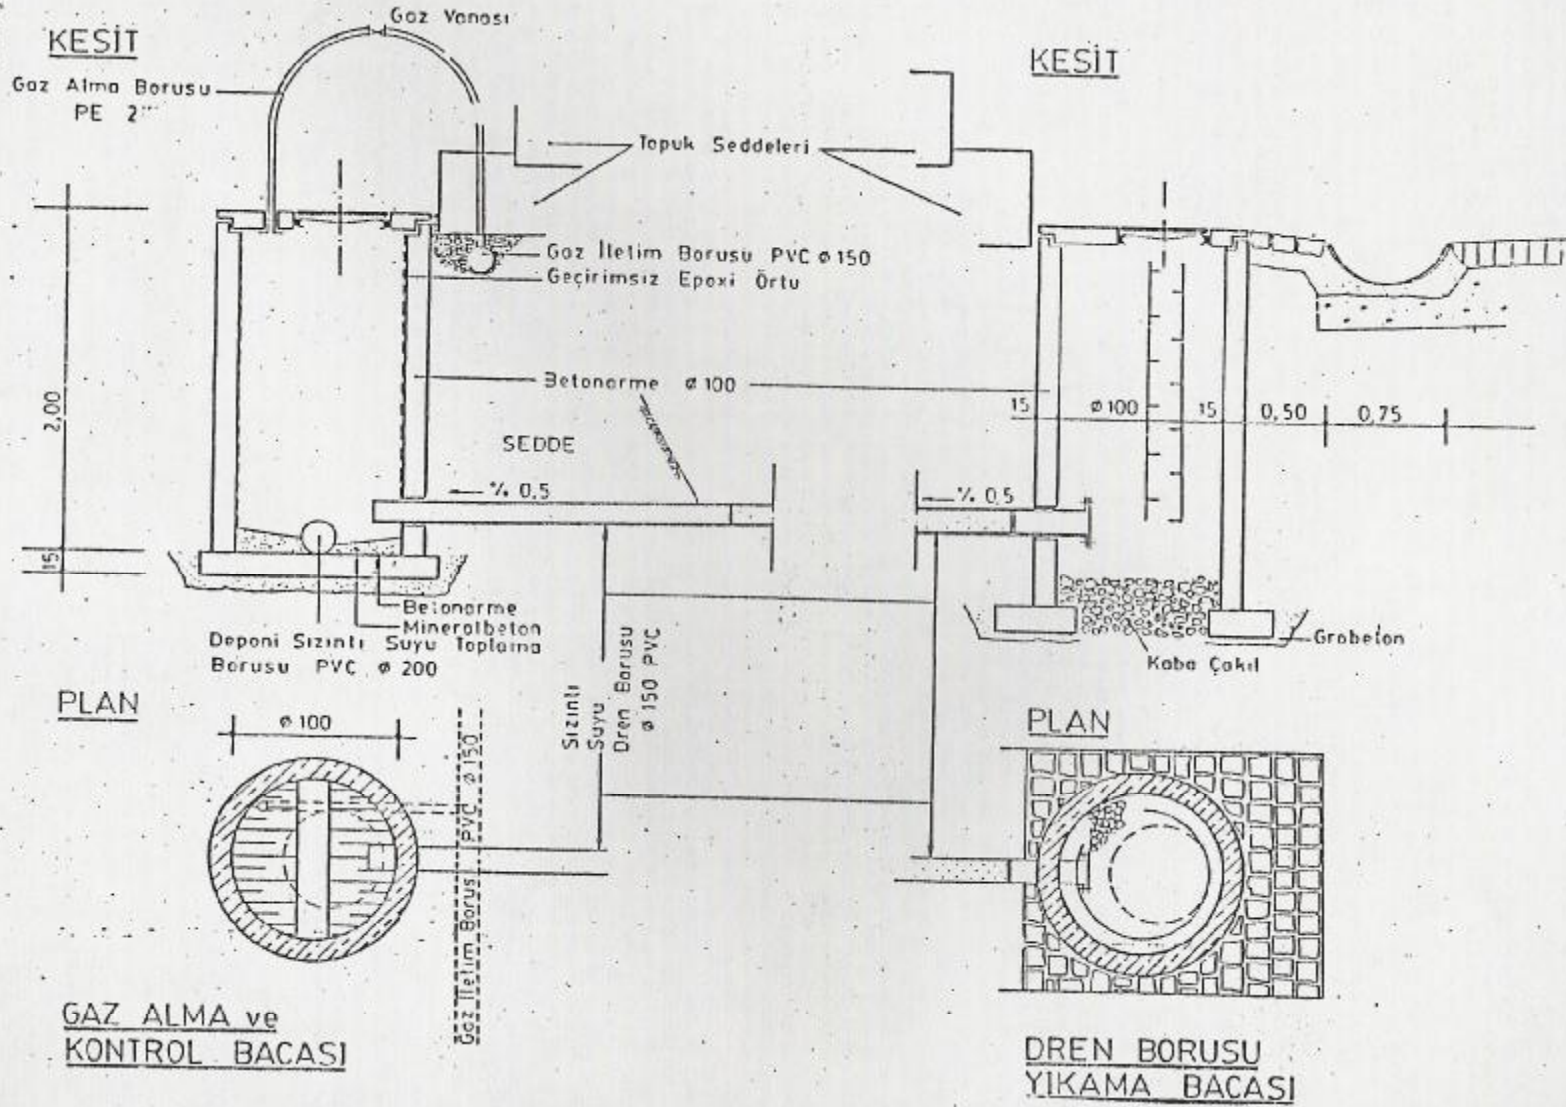 KESİT
Gaz Vanası
Gaz Alma Borusu
PE 2"
KESİT
Topuk Seddeleri
Gaz İletim Borusu PVC ø 150
Geçirimsiz Epoxi Örtu
Betonarme ø 100
2,00
15
SEDDE
% 0,5
% 0,5
15
ø 100
15
0,50
0,75
Betonarme
Mineralbeton
Deponi Sızıntı Suyu Toplama
Borusu PVC ø 200
Sızıntı
Suyu
Dren Borusu
ø 150 PVC
Grobeton
Kaba Çakıl
PLAN
ø 100
Gaz İletim Borusu PVC ø 150
PLAN
GAZ ALMA ve
KONTROL BACASI
DREN BORUSU
YIKAMA BACASI